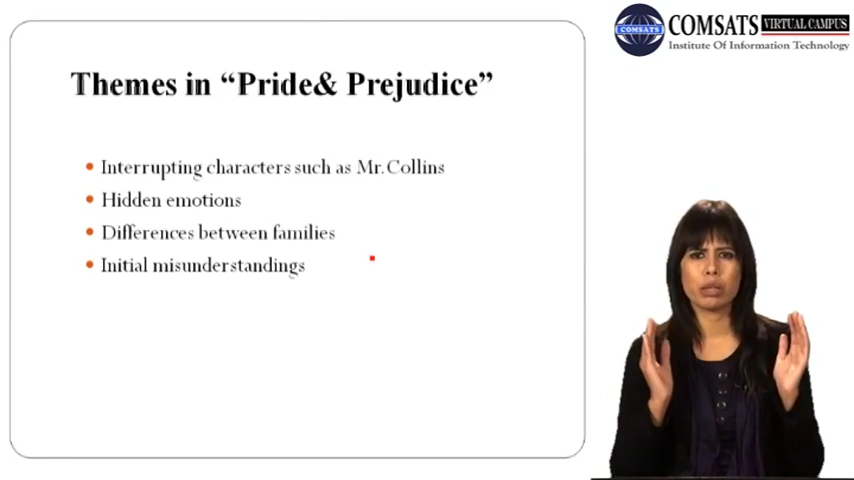 COMSATS VIRTUAL CAMPUS
COMSATS
Institute Of Information Technology
Themes in “Pride& Prejudice”
• Interrupting characters such as Mr. Collins
• Hidden emotions
• Differences between families
• Initial misunderstandings